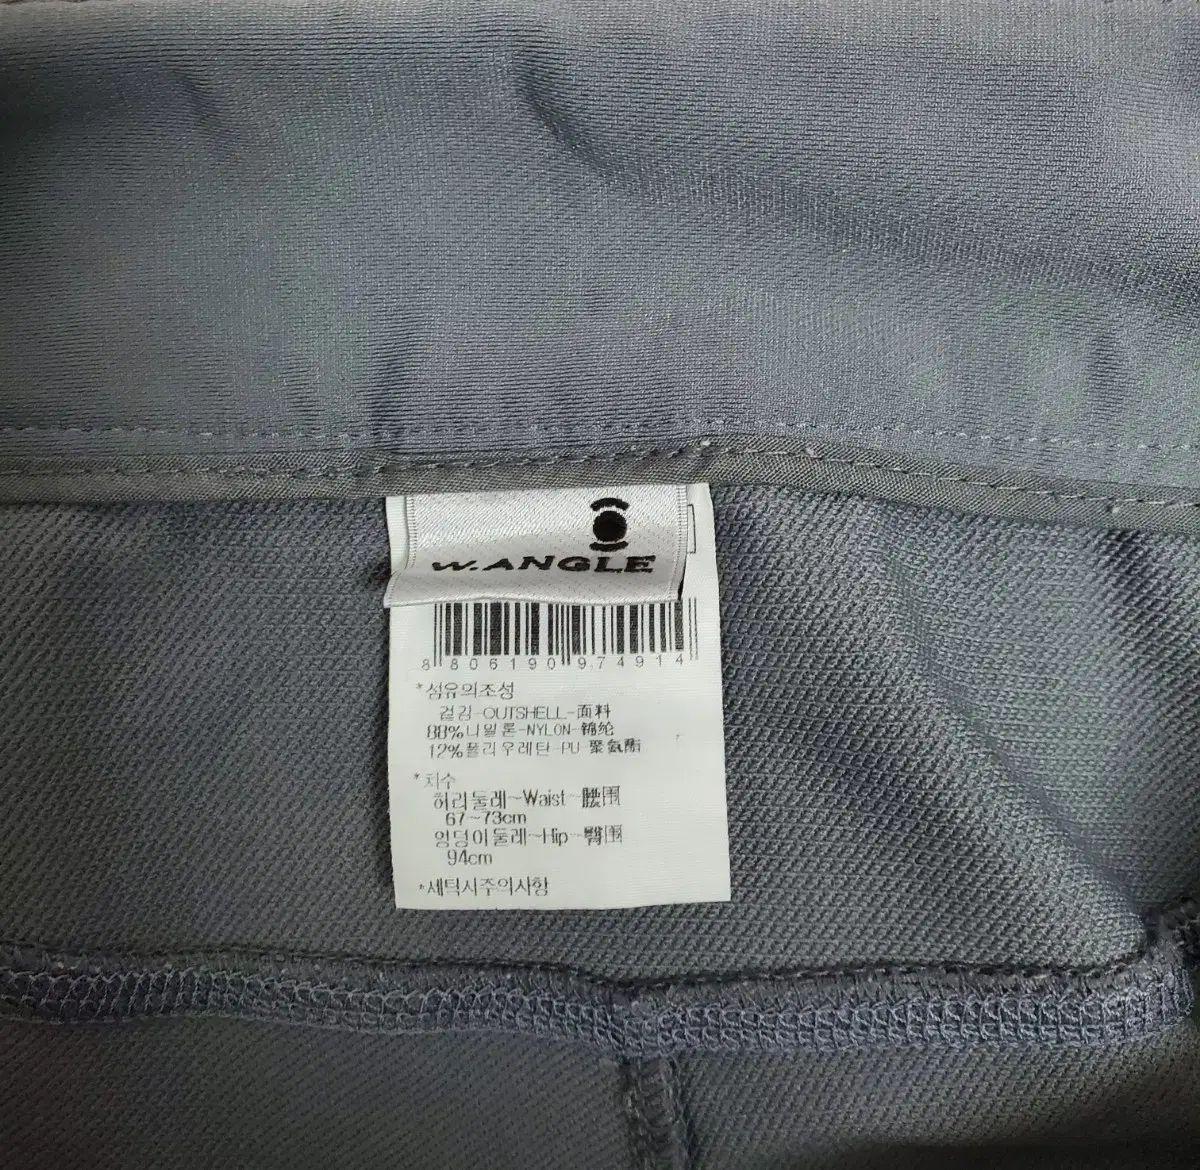 w.ANGLE
8 806190 974914
*섬유의조성
겉감-OUTSHELL-面料
88%나일론-NYLON-锦纶
12%폴리우레탄-PU-聚氨酯
*치수
허리둘레~Waist~腰围
67~73cm
엉덩이둘레~Hip~臀围
94cm
*세탁시주의사항